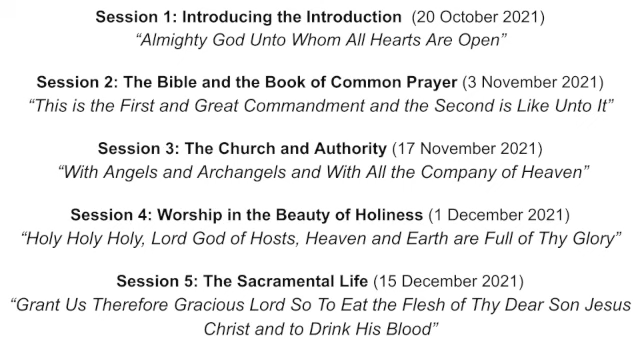 Session 1: Introducing the Introduction (20 October 2021)
“Almighty God Unto Whom All Hearts Are Open”
Session 2: The Bible and the Book of Common Prayer (3 November 2021)
“This is the First and Great Commandment and the Second is Like Unto It”
Session 3: The Church and Authority (17 November 2021)
“With Angels and Archangels and With All the Company of Heaven”
Session 4: Worship in the Beauty of Holiness (1 December 2021)
“Holy Holy Holy, Lord God of Hosts, Heaven and Earth are Full of Thy Glory”
Session 5: The Sacramental Life (15 December 2021)
“Grant Us Therefore Gracious Lord So To Eat the Flesh of Thy Dear Son Jesus
Christ and to Drink His Blood”